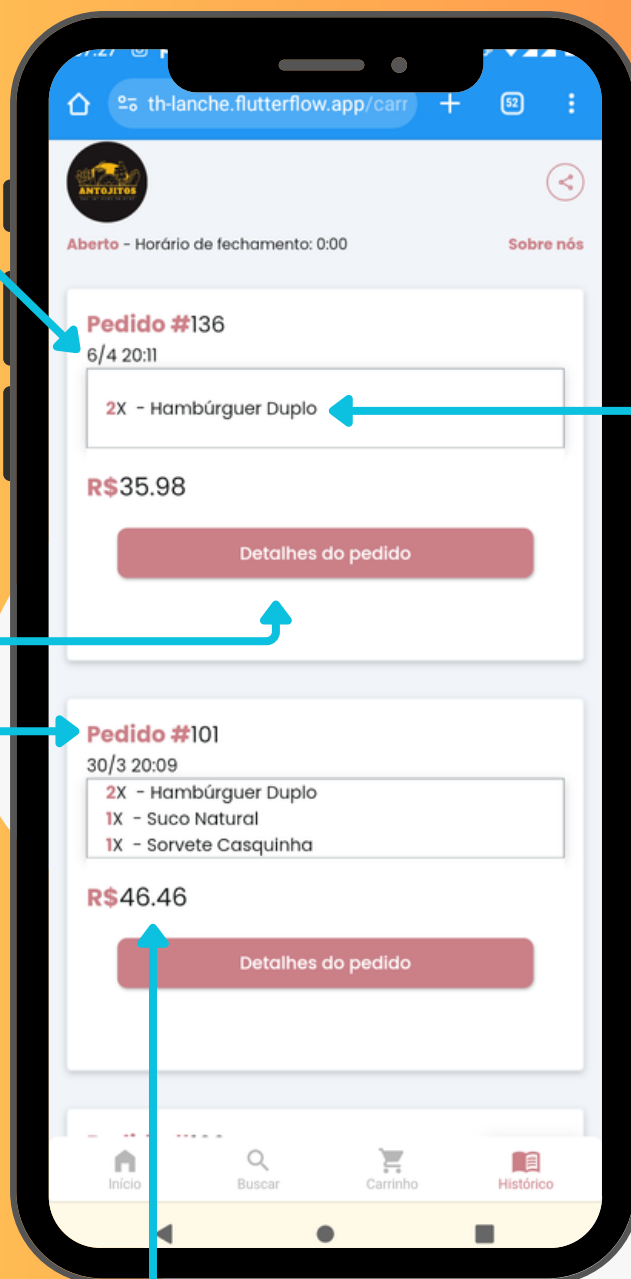 th-lanche.flutterflow.app/carr
52
ANTOJITOS
Aberto - Horário de fechamento: 0:00
Sobre nós
Pedido #136
6/4 20:11
2X - Hambúrguer Duplo
R$35.98
Detalhes do pedido
Pedido #101
30/3 20:09
2X - Hambúrguer Duplo
1X - Suco Natural
1X - Sorvete Casquinha
R$46.46
Detalhes do pedido
Início
Buscar
Carrinho
Histórico